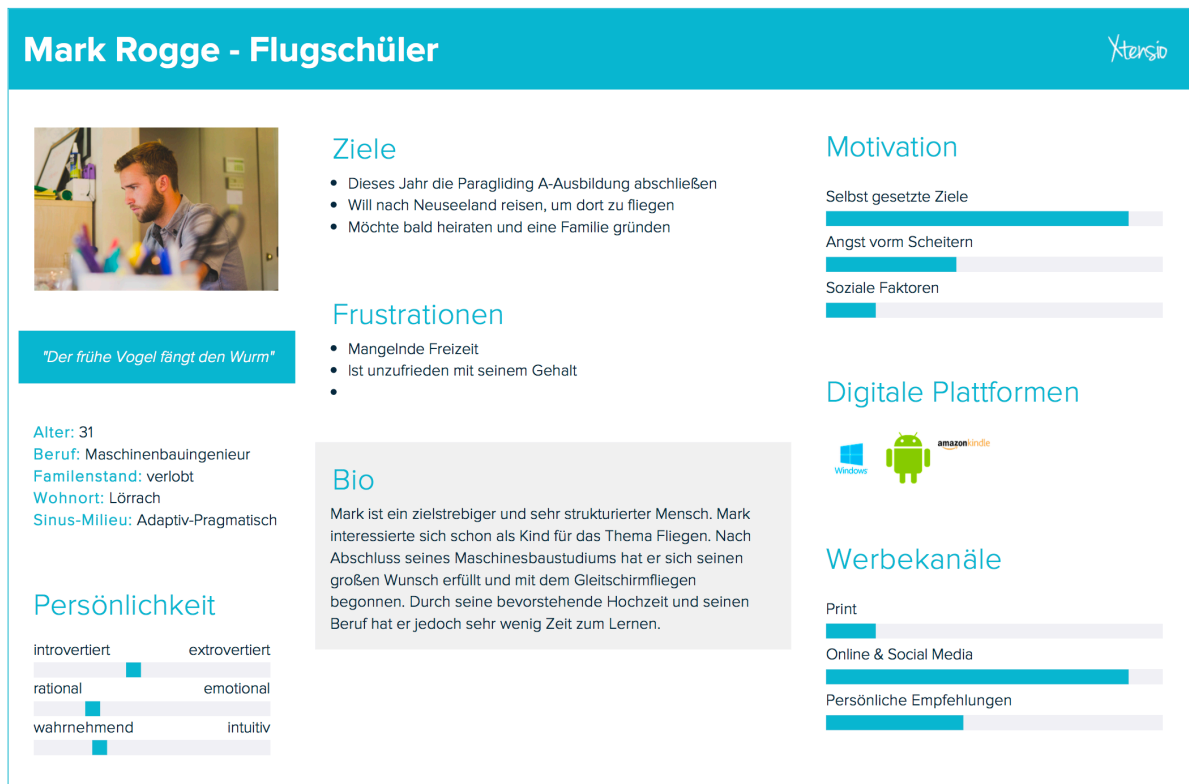 Mark Rogge - Flugschüler
Xtensio
"Der frühe Vogel fängt den Wurm"
Alter: 31
Beruf: Maschinenbauingenieur
Familenstand: verlobt
Wohnort: Lörrach
Sinus-Milieu: Adaptiv-Pragmatisch
Persönlichkeit
introvertiert extrovertiert
rational emotional
wahrnehmend intuitiv
Ziele
• Dieses Jahr die Paragliding A-Ausbildung abschließen
• Will nach Neuseeland reisen, um dort zu fliegen
• Möchte bald heiraten und eine Familie gründen
Frustrationen
• Mangelnde Freizeit
• Ist unzufrieden mit seinem Gehalt
•
Bio
Mark ist ein zielstrebiger und sehr strukturierter Mensch. Mark
interessierte sich schon als Kind für das Thema Fliegen. Nach
Abschluss seines Maschinesbaustudiums hat er sich seinen
großen Wunsch erfüllt und mit dem Gleitschirmfliegen
begonnen. Durch seine bevorstehende Hochzeit und seinen
Beruf hat er jedoch sehr wenig Zeit zum Lernen.
Motivation
Selbst gesetzte Ziele
Angst vorm Scheitern
Soziale Faktoren
Digitale Plattformen
Windows
amazonkindle
Werbekanäle
Print
Online & Social Media
Persönliche Empfehlungen